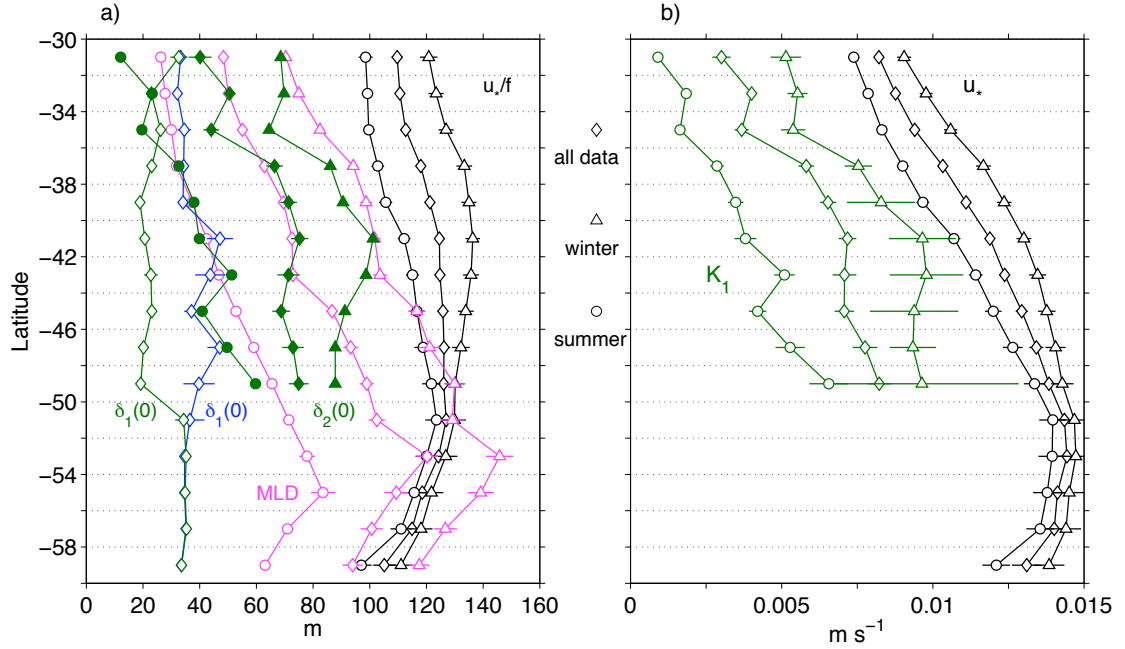 a)
b)
−30
−34
−38
−42
−46
−50
−54
−58
Latitude
0
20
40
60
80
100
120
140
160
m
u*/f
δ1(0)
δ1(0)
δ2(0)
MLD
all data
winter
summer
u*
K1
0
0.005
0.01
0.015
m s−1